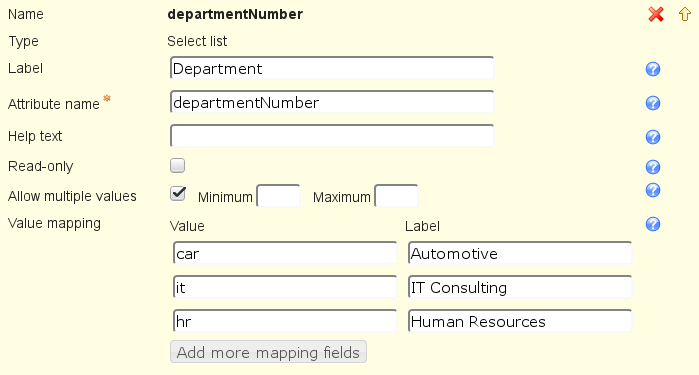 Name departmentNumber
Type Select list
Label Department
Attribute name * departmentNumber
Help text
Read-only
Allow multiple values Minimum Maximum
Value mapping Value Label
car Automotive
it IT Consulting
hr Human Resources
Add more mapping fields